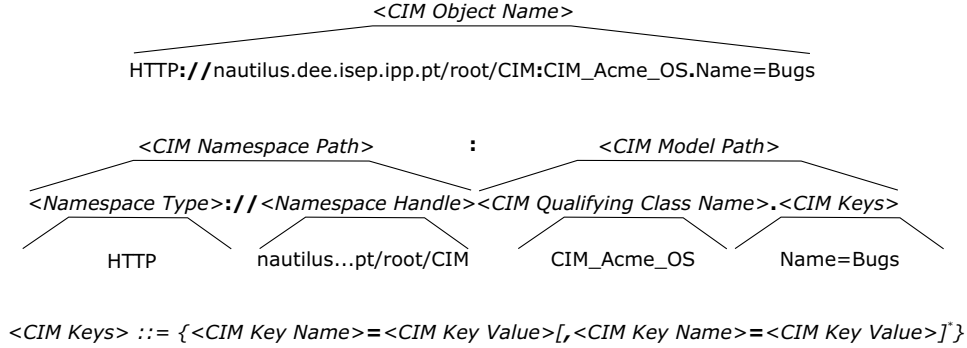 <CIM Object Name>
HTTP://nautilus.dee.isep.ipp.pt/root/CIM:CIM_Acme_OS.Name=Bugs
<CIM Namespace Path> : <CIM Model Path>
<Namespace Type>://<Namespace Handle><CIM Qualifying Class Name>.<CIM Keys>
HTTP nautilus...pt/root/CIM CIM_Acme_OS Name=Bugs
<CIM Keys> ::= {<CIM Key Name>=<CIM Key Value>[,<CIM Key Name>=<CIM Key Value>]*}